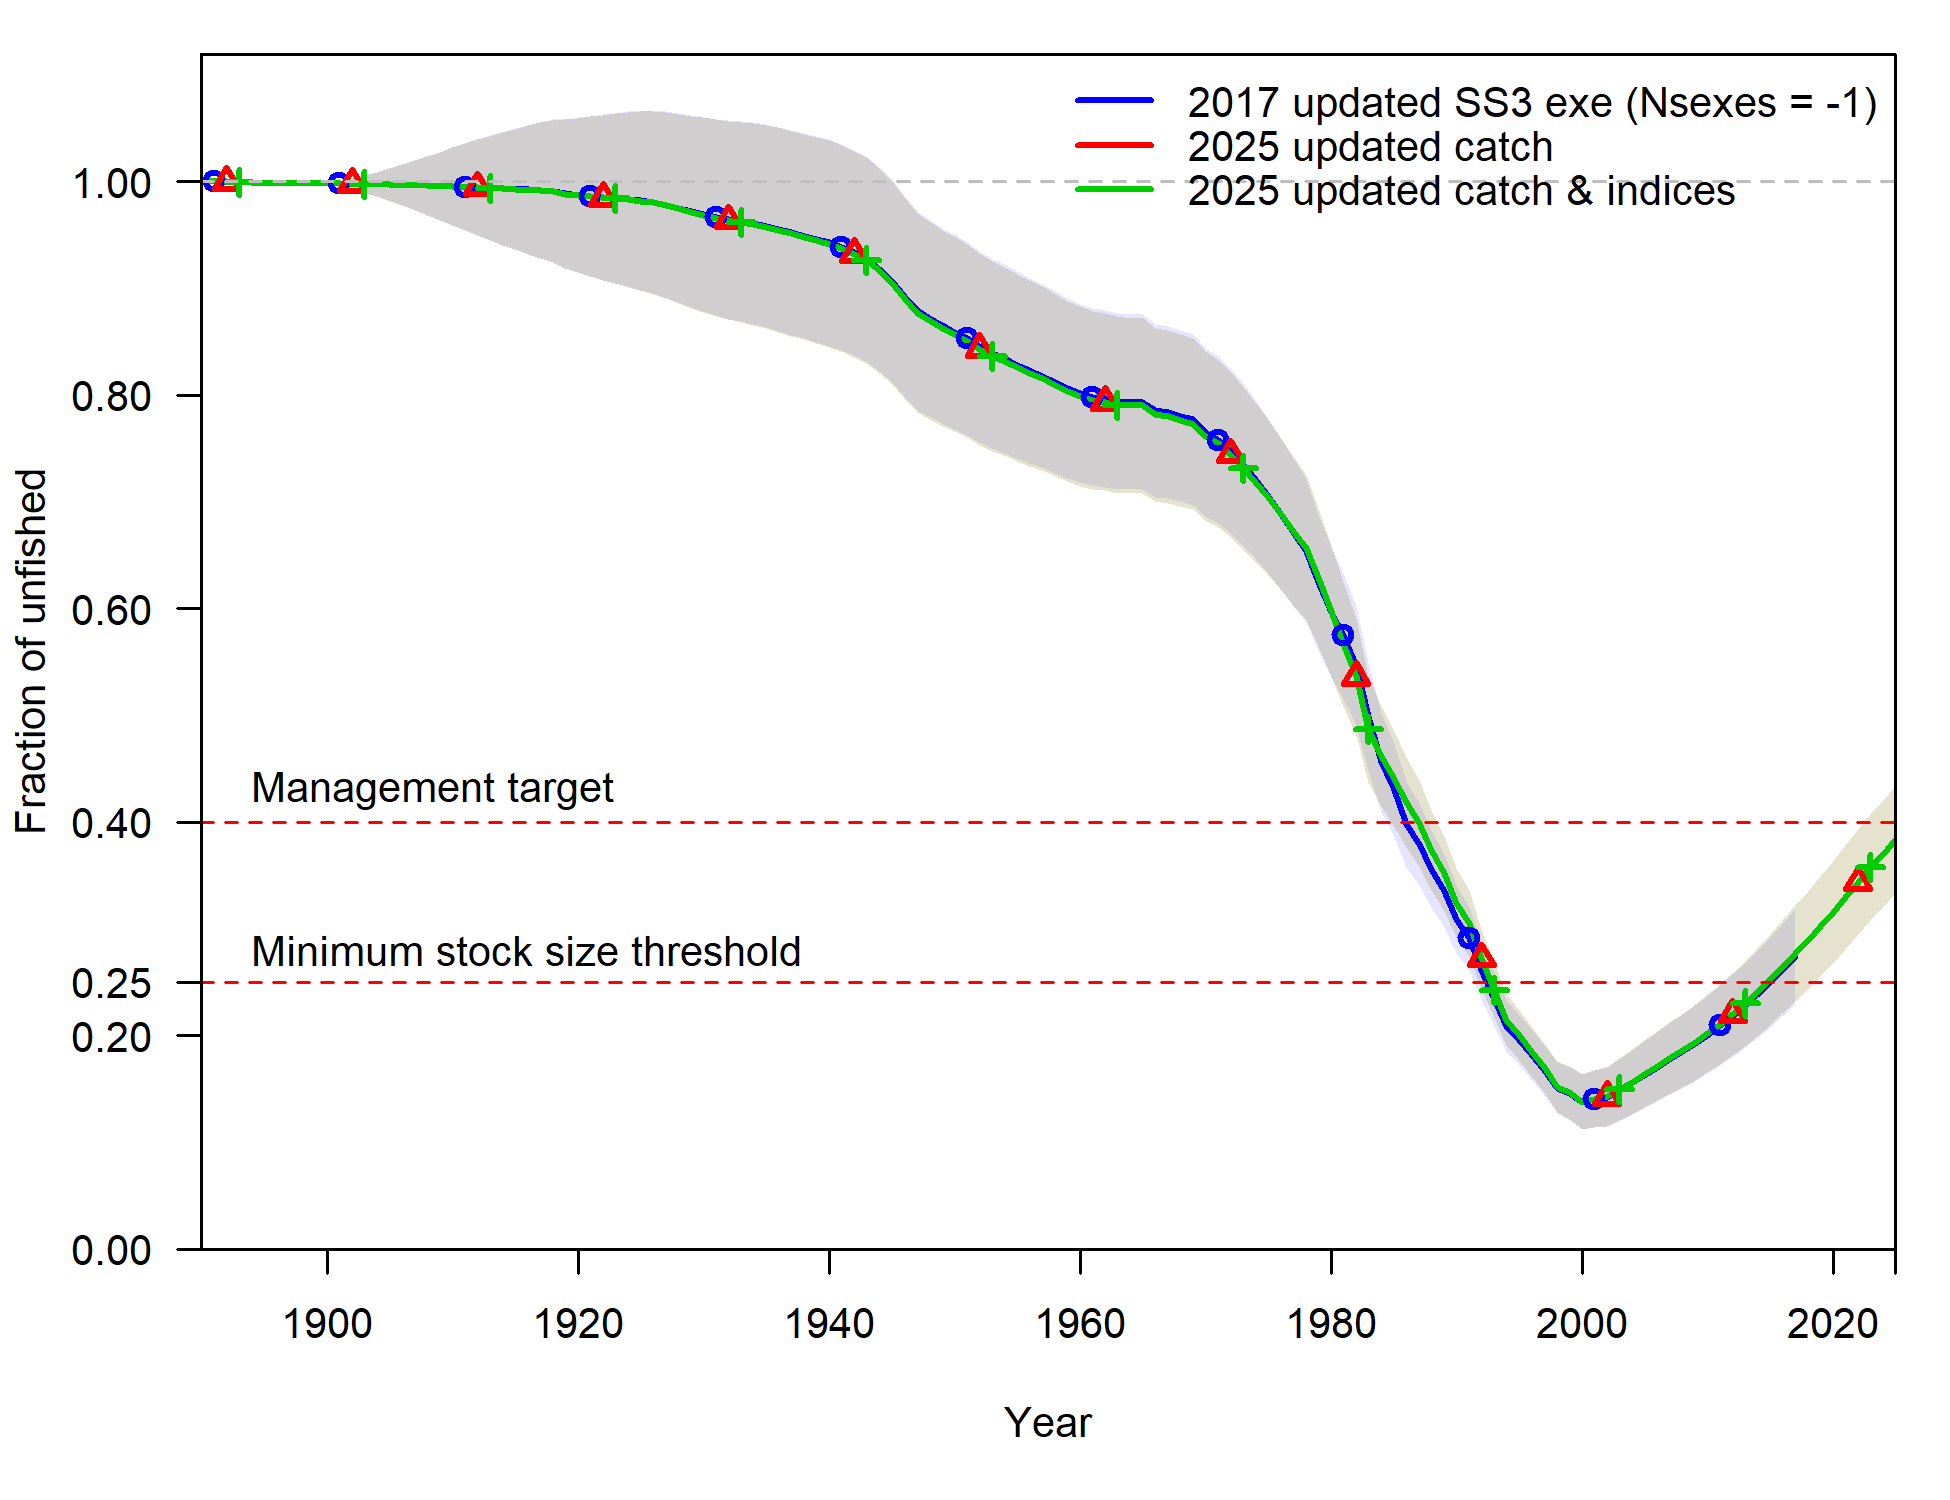 2017 updated SS3 exe (Nsexes = -1)
2025 updated catch
2025 updated catch & indices
Fraction of unfished
1.00
0.80
0.60
Management target
0.40
Minimum stock size threshold
0.25
0.20
0.00
1900 1920 1940 1960 1980 2000 2020
Year